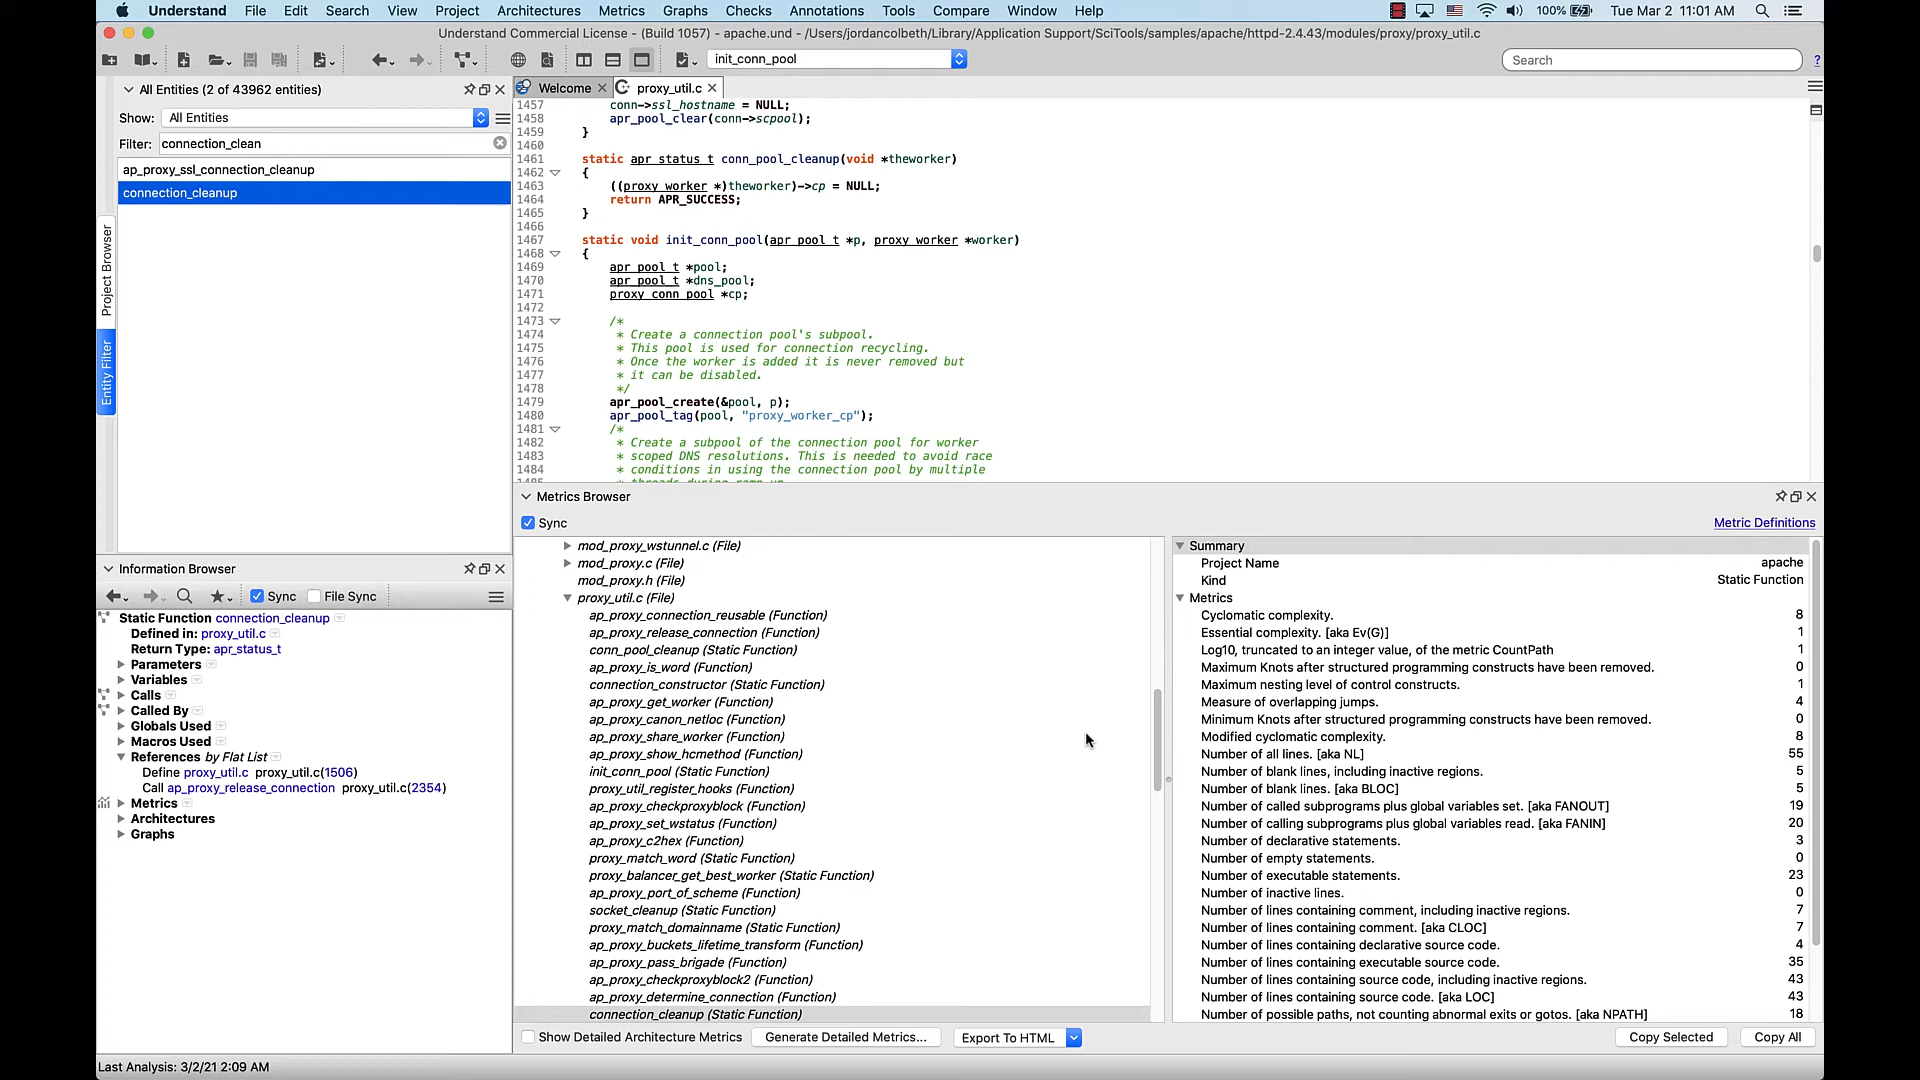 Understand File Edit Search View Project Architectures Metrics Graphs Checks Annotations Tools Compare Window Help 100% Tue Mar 2 11:01 AM
Understand Commercial License - (Build 1057) - apache.und - /Users/jordancolbeth/Library/Application Support/SciTools/samples/apache/httpd-2.4.43/modules/proxy/proxy_util.c
init_conn_pool Search ?
All Entities (2 of 43962 entities)
Show: All Entities
Filter: connection_clean
ap_proxy_ssl_connection_cleanup
connection_cleanup
Project Browser
Entity Filter
Welcome proxy_util.c
1457 conn->ssl_hostname = NULL;
1458 apr_pool_clear(conn->scpool);
1459 }
1460
1461 static apr_status_t conn_pool_cleanup(void *theworker)
1462 {
1463 ((proxy_worker *)theworker)->cp = NULL;
1464 return APR_SUCCESS;
1465 }
1466
1467 static void init_conn_pool(apr_pool_t *p, proxy_worker *worker)
1468 {
1469 apr_pool_t *pool;
1470 apr_pool_t *dns_pool;
1471 proxy_conn_pool *cp;
1472
1473 /*
1474 * Create a connection pool's subpool.
1475 * This pool is used for connection recycling.
1476 * Once the worker is added it is never removed but
1477 * it can be disabled.
1478 */
1479 apr_pool_create(&pool, p);
1480 apr_pool_tag(pool, "proxy_worker_cp");
1481 /*
1482 * Create a subpool of the connection pool for worker
1483 * scoped DNS resolutions. This is needed to avoid race
1484 * conditions in using the connection pool by multiple
Information Browser
Sync File Sync
Static Function connection_cleanup
Defined in: proxy_util.c
Return Type: apr_status_t
Parameters
Variables
Calls
Called By
Globals Used
Macros Used
References by Flat List
Define proxy_util.c proxy_util.c(1506)
Call ap_proxy_release_connection proxy_util.c(2354)
Metrics
Architectures
Graphs
Metrics Browser
Sync Metric Definitions
mod_proxy_wstunnel.c (File)
mod_proxy.c (File)
mod_proxy.h (File)
proxy_util.c (File)
ap_proxy_connection_reusable (Function)
ap_proxy_release_connection (Function)
conn_pool_cleanup (Static Function)
ap_proxy_is_word (Function)
connection_constructor (Static Function)
ap_proxy_get_worker (Function)
ap_proxy_canon_netloc (Function)
ap_proxy_share_worker (Function)
ap_proxy_show_hcmethod (Function)
init_conn_pool (Static Function)
proxy_util_register_hooks (Function)
ap_proxy_checkproxyblock (Function)
ap_proxy_set_wstatus (Function)
ap_proxy_c2hex (Function)
proxy_match_word (Static Function)
proxy_balancer_get_best_worker (Static Function)
ap_proxy_port_of_scheme (Function)
socket_cleanup (Static Function)
proxy_match_domainname (Static Function)
ap_proxy_buckets_lifetime_transform (Function)
ap_proxy_pass_brigade (Function)
ap_proxy_checkproxyblock2 (Function)
ap_proxy_determine_connection (Function)
connection_cleanup (Static Function)
Summary
Project Name apache
Kind Static Function
Metrics
Cyclomatic complexity. 8
Essential complexity. [aka Ev(G)] 1
Log10, truncated to an integer value, of the metric CountPath 1
Maximum Knots after structured programming constructs have been removed. 0
Maximum nesting level of control constructs. 1
Measure of overlapping jumps. 4
Minimum Knots after structured programming constructs have been removed. 0
Modified cyclomatic complexity. 8
Number of all lines. [aka NL] 55
Number of blank lines, including inactive regions. 5
Number of blank lines. [aka BLOC] 5
Number of called subprograms plus global variables set. [aka FANOUT] 19
Number of calling subprograms plus global variables read. [aka FANIN] 20
Number of declarative statements. 3
Number of empty statements. 0
Number of executable statements. 23
Number of inactive lines. 0
Number of lines containing comment, including inactive regions. 7
Number of lines containing comment. [aka CLOC] 7
Number of lines containing declarative source code. 4
Number of lines containing executable source code. 35
Number of lines containing source code, including inactive regions. 43
Number of lines containing source code. [aka LOC] 43
Number of possible paths, not counting abnormal exits or gotos. [aka NPATH] 18
Show Detailed Architecture Metrics Generate Detailed Metrics... Export To HTML Copy Selected Copy All
Last Analysis: 3/2/21 2:09 AM